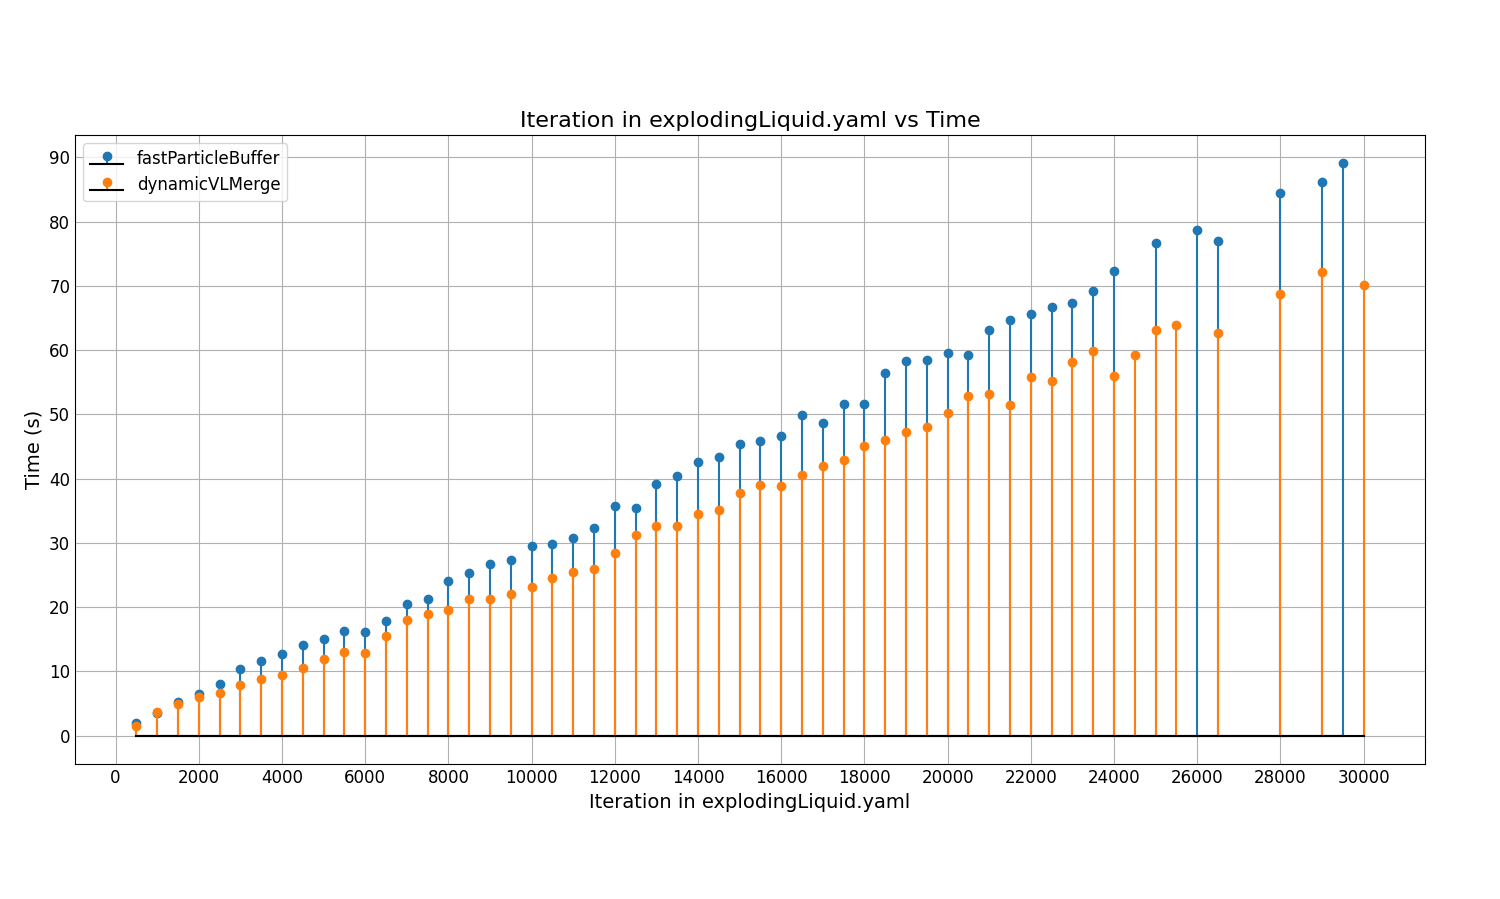 Iteration in explodingLiquid.yaml vs Time
fastParticleBuffer
dynamicVLMerge
90
80
70
60
50
40
30
20
10
0
Time (s)
0 2000 4000 6000 8000 10000 12000 14000 16000 18000 20000 22000 24000 26000 28000 30000
Iteration in explodingLiquid.yaml